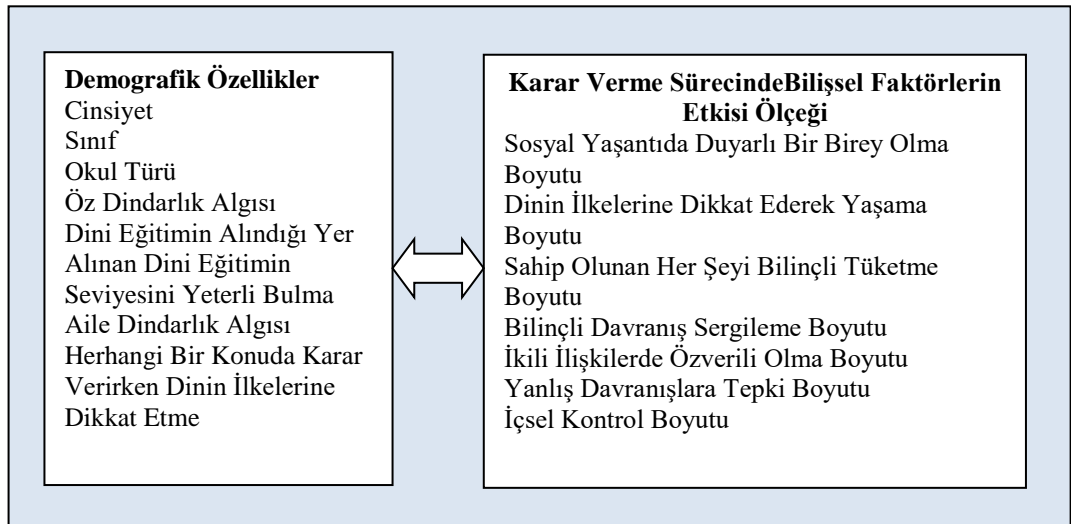 Demografik Özellikler
Cinsiyet
Sınıf
Okul Türü
Öz Dindarlık Algısı
Dini Eğitimin Alındığı Yer
Alınan Dini Eğitimin
Seviyesini Yeterli Bulma
Aile Dindarlık Algısı
Herhangi Bir Konuda Karar
Verirken Dinin İlkelerine
Dikkat Etme
Karar Verme SürecindeBilişsel Faktörlerin
Etkisi Ölçeği
Sosyal Yaşantıda Duyarlı Bir Birey Olma
Boyutu
Dinin İlkelerine Dikkat Ederek Yaşama
Boyutu
Sahip Olunan Her Şeyi Bilinçli Tüketme
Boyutu
Bilinçli Davranış Sergileme Boyutu
İkili İlişkilerde Özverili Olma Boyutu
Yanlış Davranışlara Tepki Boyutu
İçsel Kontrol Boyutu